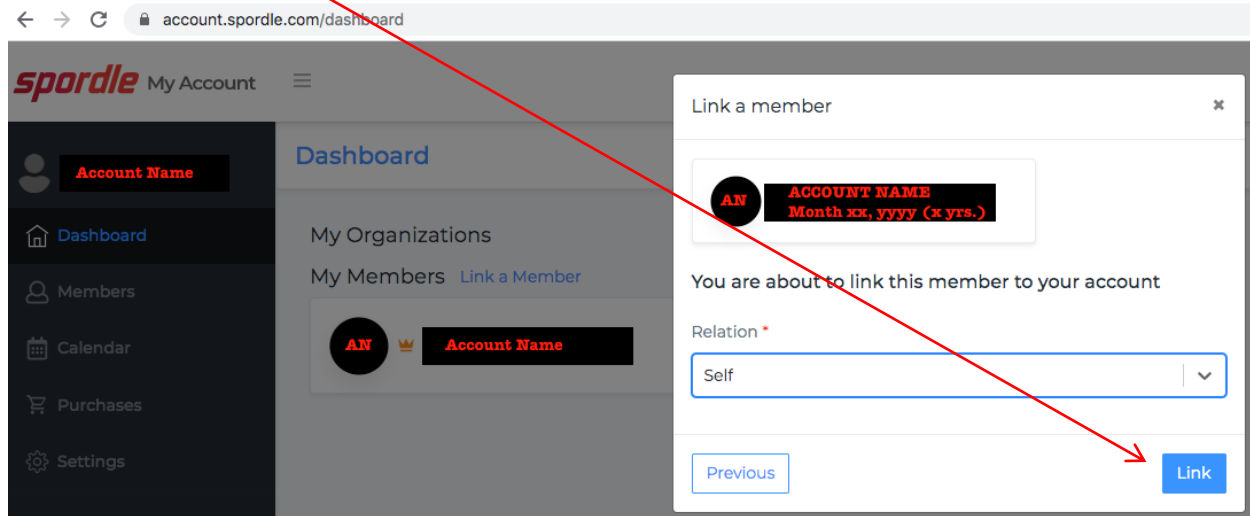 account.spordle.com/dashboard
spordle My Account
Account Name
Dashboard
Members
Calendar
Purchases
Settings
Dashboard
My Organizations
My Members Link a Member
AN Account Name
Link a member
AN ACCOUNT NAME
Month xx, yyyy (x yrs.)
You are about to link this member to your account
Relation *
Self
Previous Link